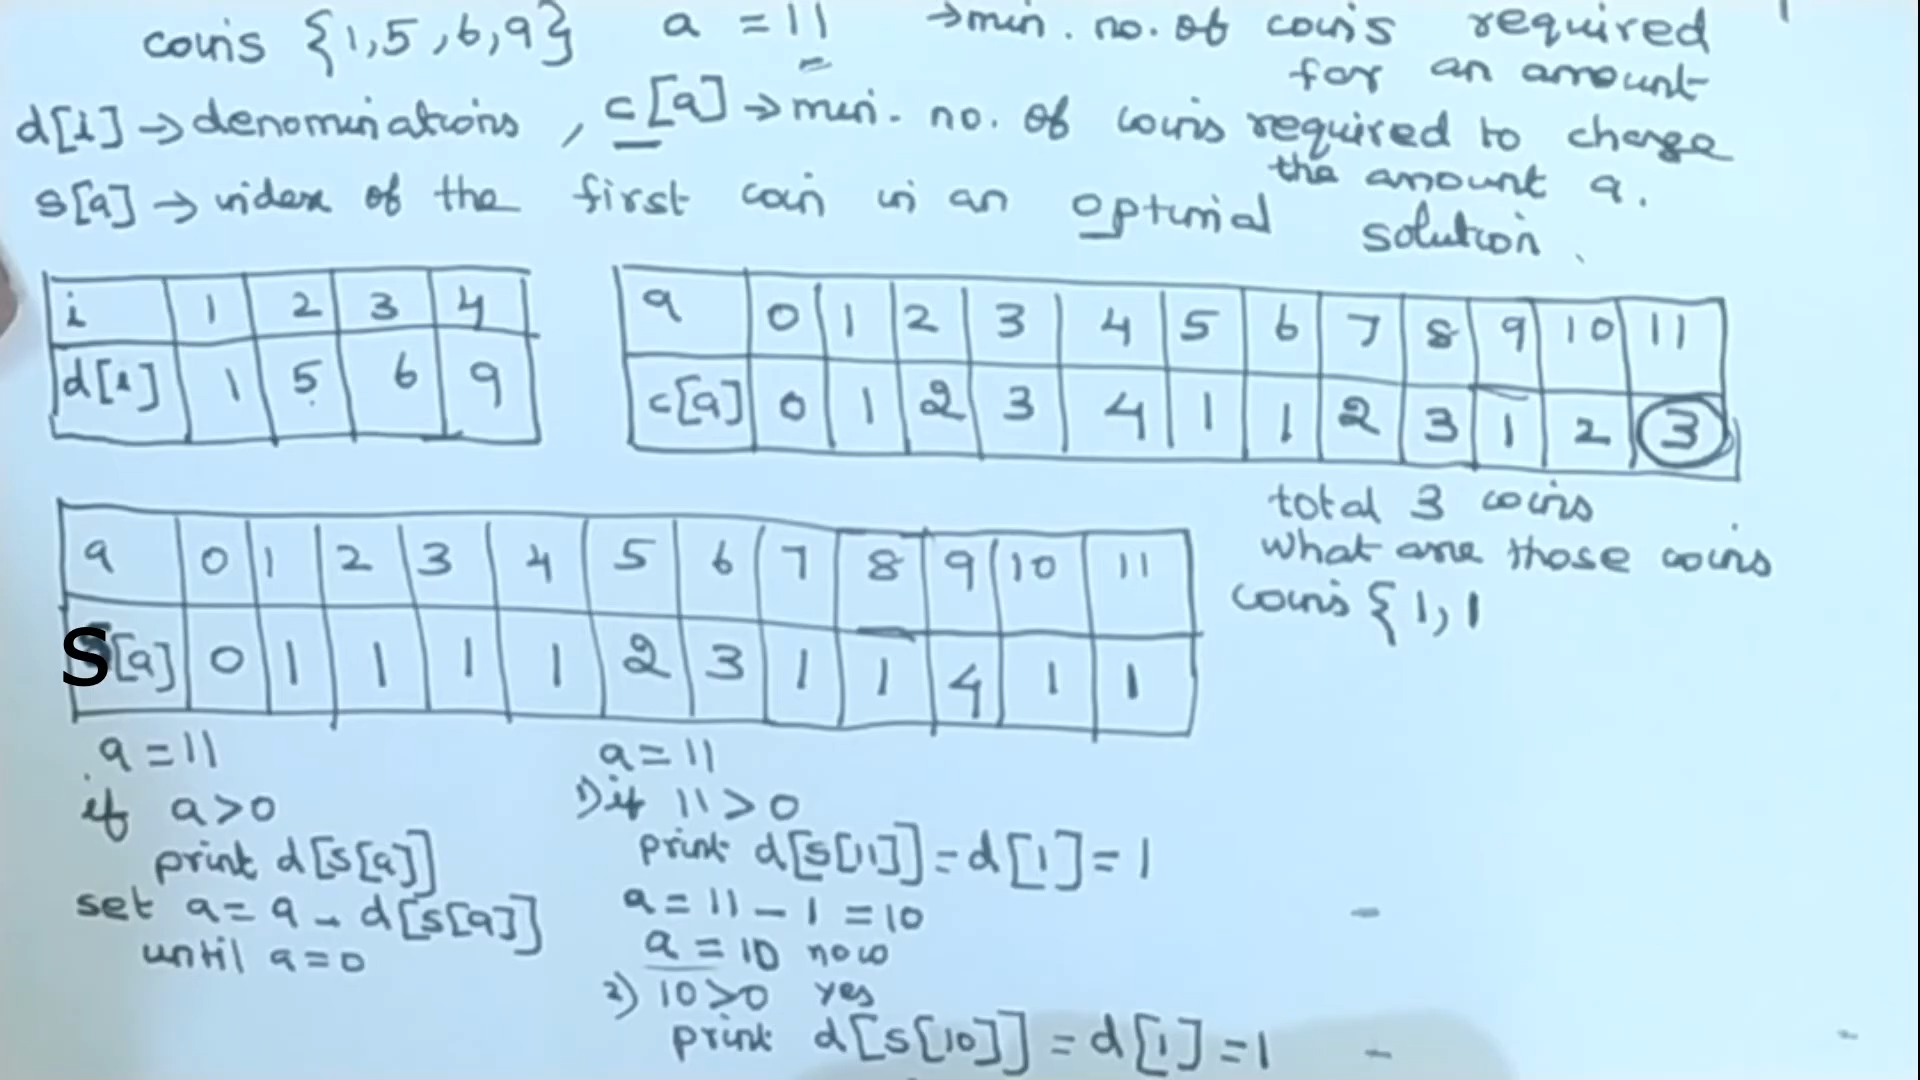 coins {1,5,6,9} a = 11 →min. no. of coins required
for an amount
d[i]→denominations, c[a]→min. no. of coins required to change
the amount a.
s[a]→index of the first coin in an optimal solution.
i 1 2 3 4
d[i] 1 5 6 9
a 0 1 2 3 4 5 6 7 8 9 10 11
c[a] 0 1 2 3 4 1 1 2 3 1 2 3
total 3 coins
what are those coins
coins {1,1
a 0 1 2 3 4 5 6 7 8 9 10 11
S[a] 0 1 1 1 1 2 3 1 1 4 1 1
a=11
if a>0
print d[s[a]]
set a=a-d[s[a]]
until a=0
a=11
1) if 11>0
print d[s[11]]=d[1]=1
a=11-1=10
a=10 now
2) 10>0 yes
print d[s[10]]=d[1]=1